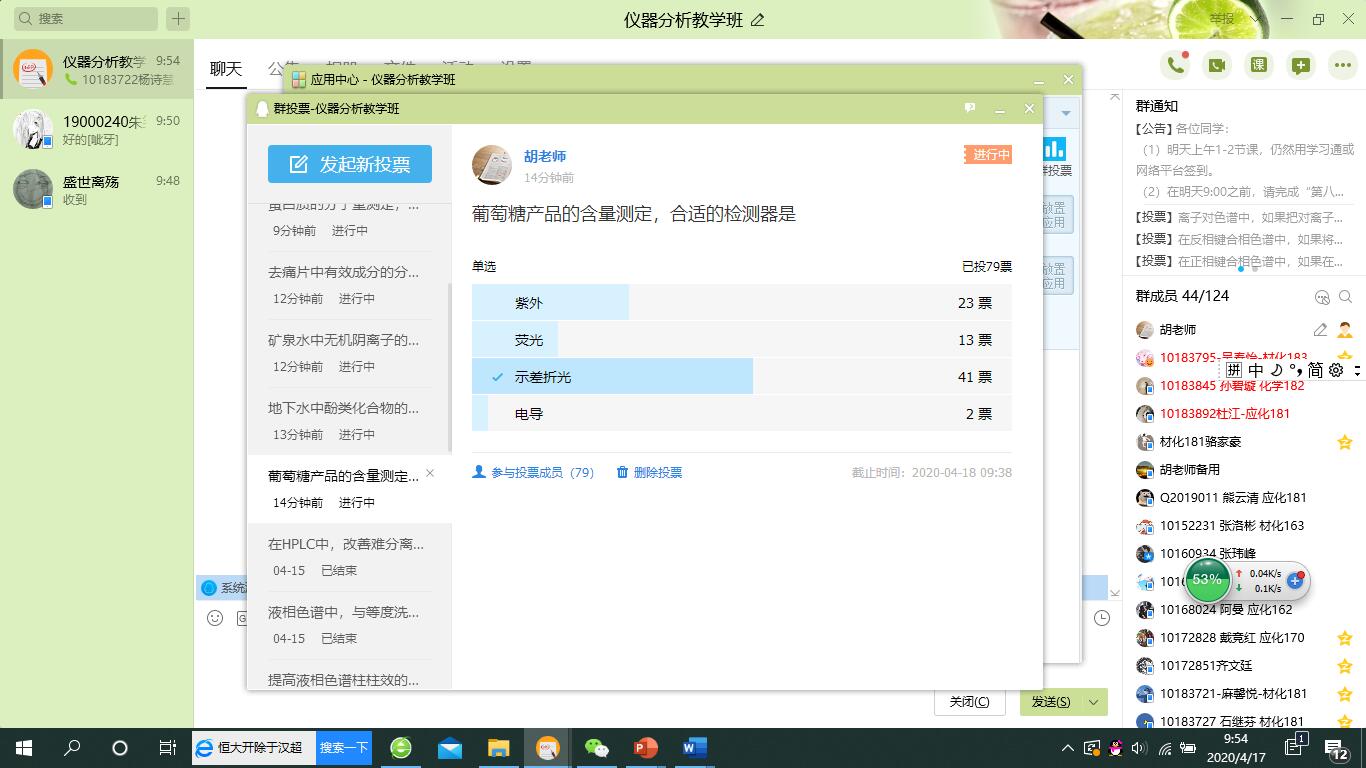 搜索
仪器分析教学班
举报
仪器分析教学 9:54
10183722杨诗慧
19000240朱 9:50
好的[呲牙]
盛世离殇 9:48
收到
聊天
应用中心 - 仪器分析教学班
群投票-仪器分析教学班
发起新投票
9分钟前 进行中
去痛片中有效成分的分...
12分钟前 进行中
矿泉水中无机阴离子的...
12分钟前 进行中
地下水中酚类化合物的...
13分钟前 进行中
葡萄糖产品的含量测定...
14分钟前 进行中
在HPLC中，改善难分离...
04-15 已结束
液相色谱中，与等度洗...
04-15 已结束
提高液相色谱柱柱效的...
胡老师
14分钟前
进行中
葡萄糖产品的含量测定，合适的检测器是
单选 已投79票
紫外 23 票
荧光 13 票
示差折光 41 票
电导 2 票
参与投票成员（79） 删除投票 截止时间：2020-04-18 09:38
群投票
放置
应用
放置
应用
系统
关闭(C) 发送(S)
课
群通知
【公告】各位同学：
（1）明天上午1-2节课，仍然用学习通或
网络平台签到。
（2）在明天9:00之前，请完成“第八...
【投票】离子对色谱中，如果把对离子...
【投票】在反相键合相色谱中，如果将...
【投票】在正相键合相色谱中，如果在...
群成员 44/124
胡老师
10183795-吴春怡-材化183
拼 中 简
10183845 孙碧璇 化学182
10183892杜江-应化181
材化181骆家豪
胡老师备用
Q2019011 熊云清 应化181
10152231 张洛彬 材化163
10160934 张玮峰
53% 0.04K/s
0.1K/s
10168024 阿曼 应化162
10172828 戴竞红 应化170
10172851齐文廷
10183721-麻馨悦-材化181
10183727 石继芬 材化181
恒大开除于汉超 搜索一下
9:54
2020/4/17
1
12